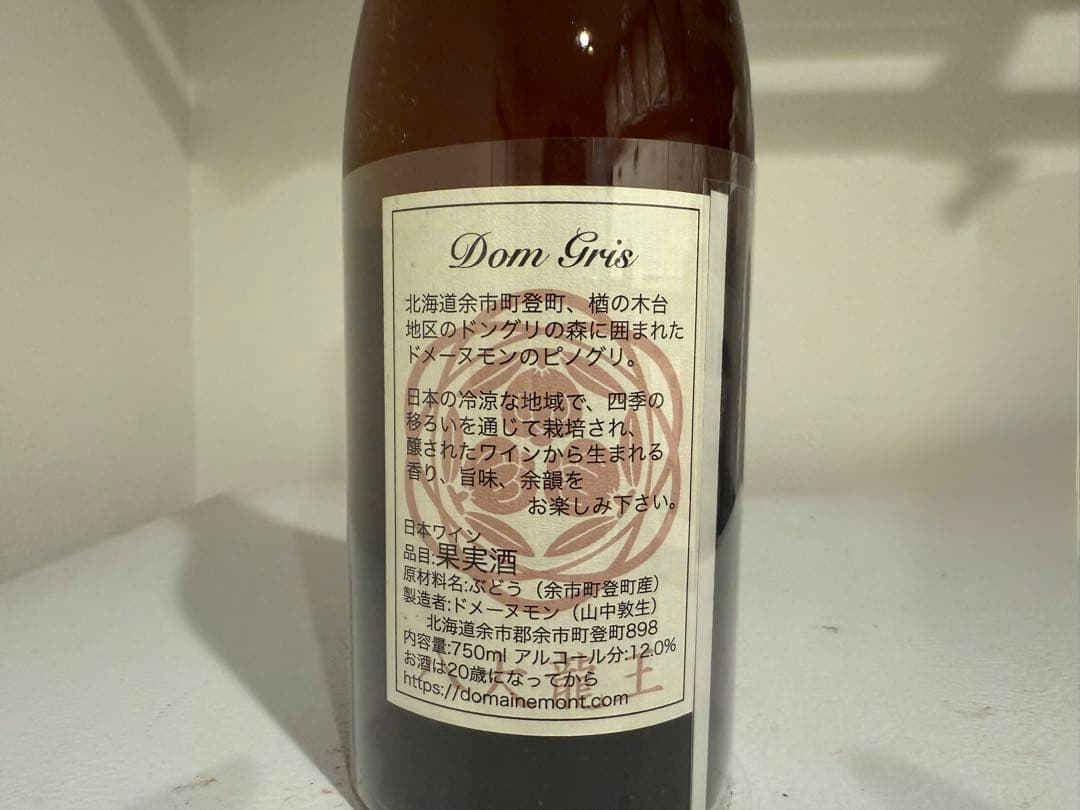 Dom Gris
北海道余市町登町、楢の木台
地区のドングリの森に囲まれた
ドメーヌモンのピノグリ。
日本の冷涼な地域で、四季の
移ろいを通じて栽培され、
醸されたワインから生まれる
香り、旨味、余韻を
お楽しみ下さい。
日本ワイン
品目:果実酒
原材料名:ぶどう（余市町登町産）
製造者:ドメーヌモン（山中敦生）
北海道余市郡余市町登町898
内容量:750ml アルコール分:12.0%
お酒は20歳になってから
https://domainemont.com
八大龍王